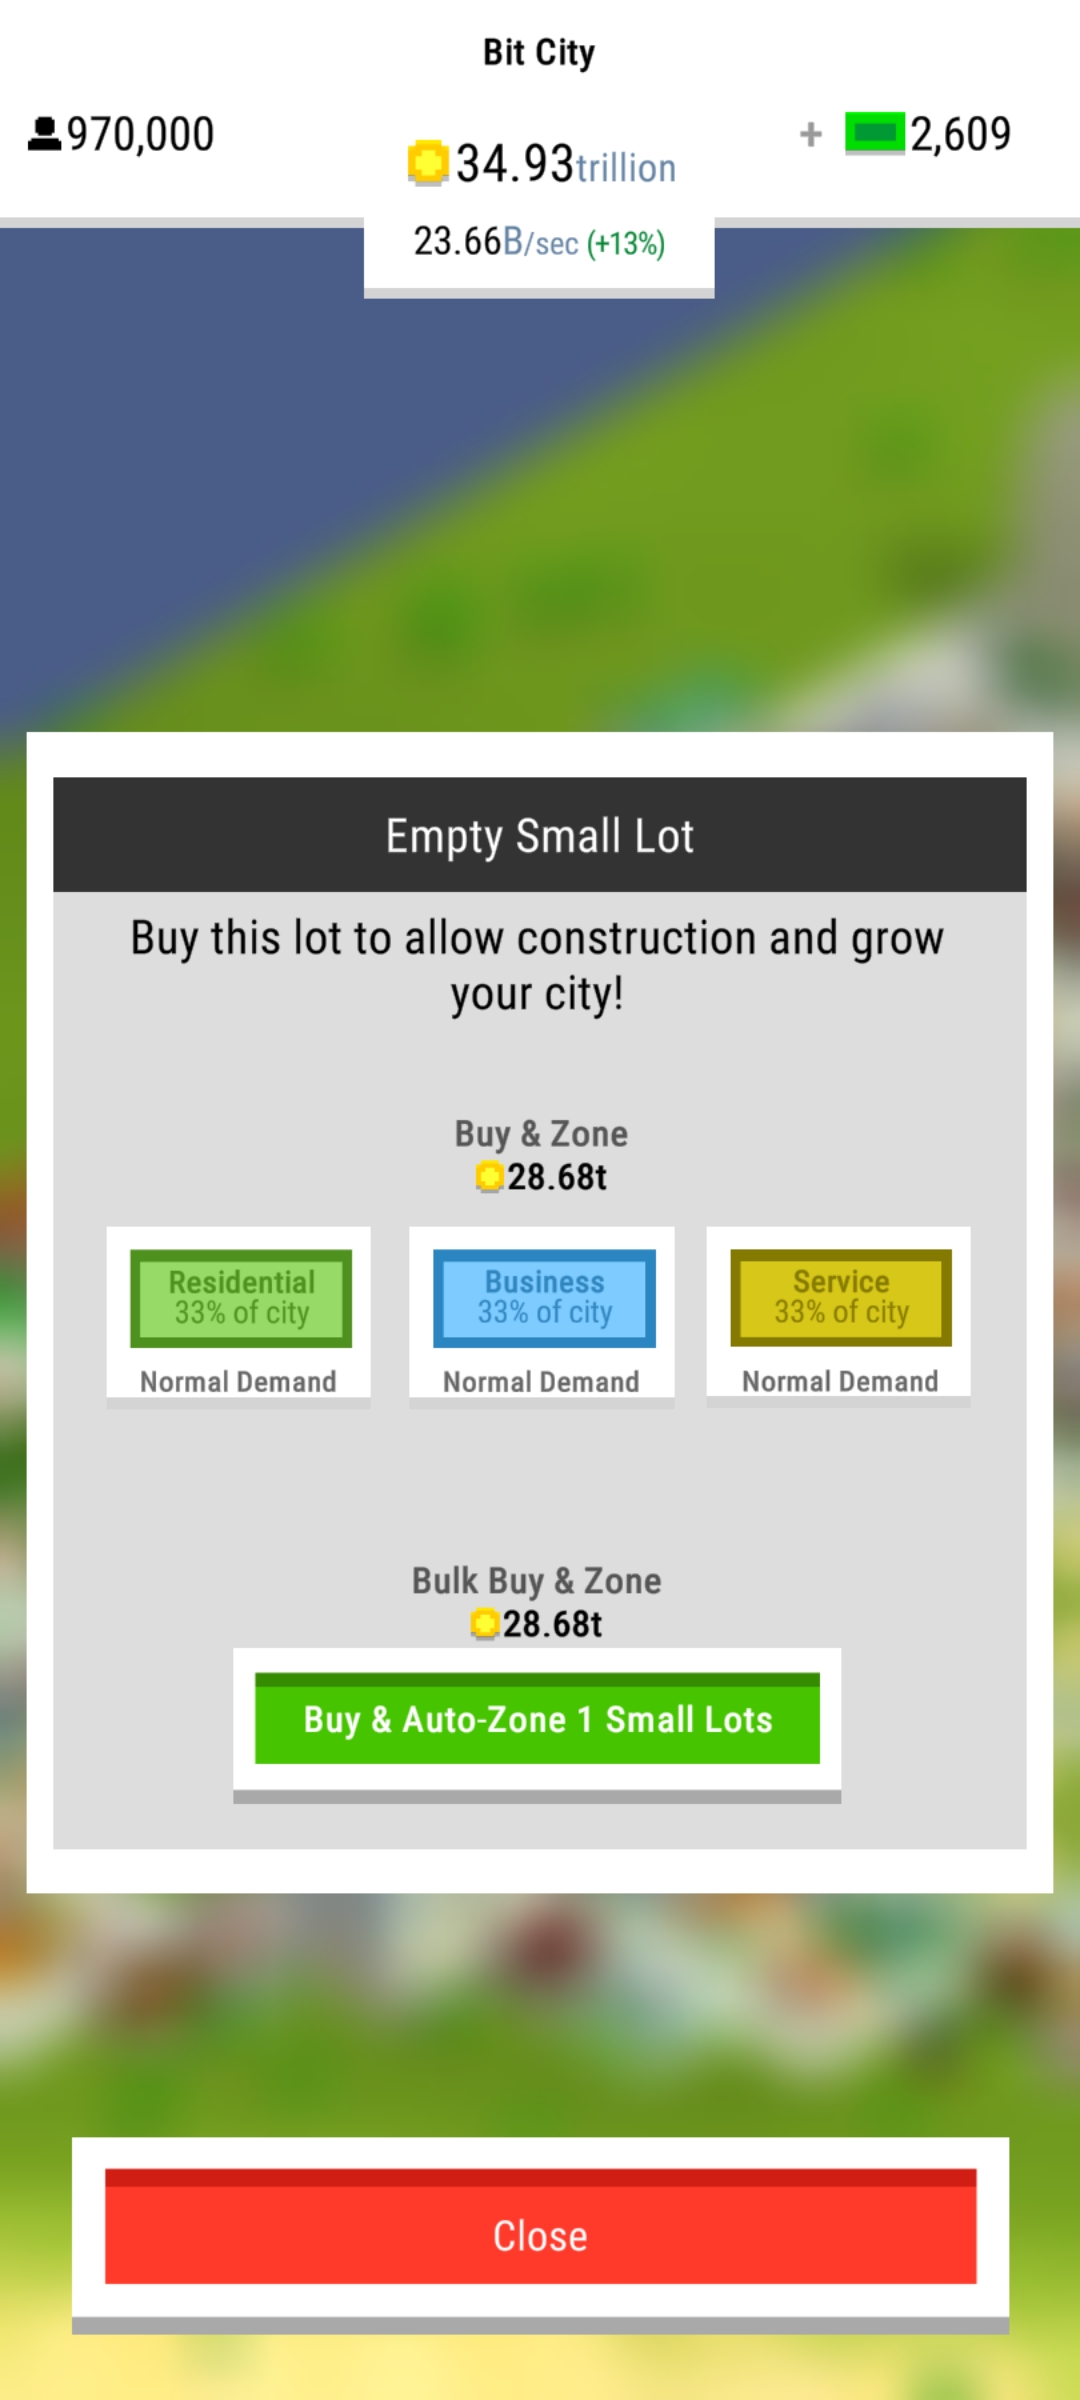 Bit City
970,000
34.93trillion
+ 2,609
23.66B/sec (+13%)
Empty Small Lot
Buy this lot to allow construction and grow
your city!
Buy & Zone
28.68t
Residential
33% of city
Normal Demand
Business
33% of city
Normal Demand
Service
33% of city
Normal Demand
Bulk Buy & Zone
28.68t
Buy & Auto-Zone 1 Small Lots
Close